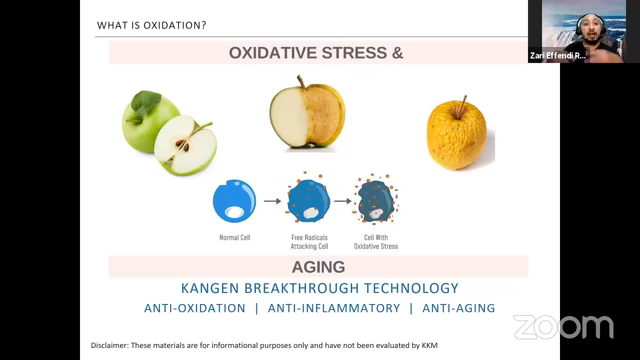 WHAT IS OXIDATION?
OXIDATIVE STRESS &
Normal Cell
Free Radicals
Attacking Cell
Cell With
Oxidative Stress
AGING
KANGEN BREAKTHROUGH TECHNOLOGY
ANTI-OXIDATION | ANTI-INFLAMMATORY | ANTI-AGING
Disclaimer: These materials are for informational purposes only and have not been evaluated by KKM
Zari Effendi R...
zoom